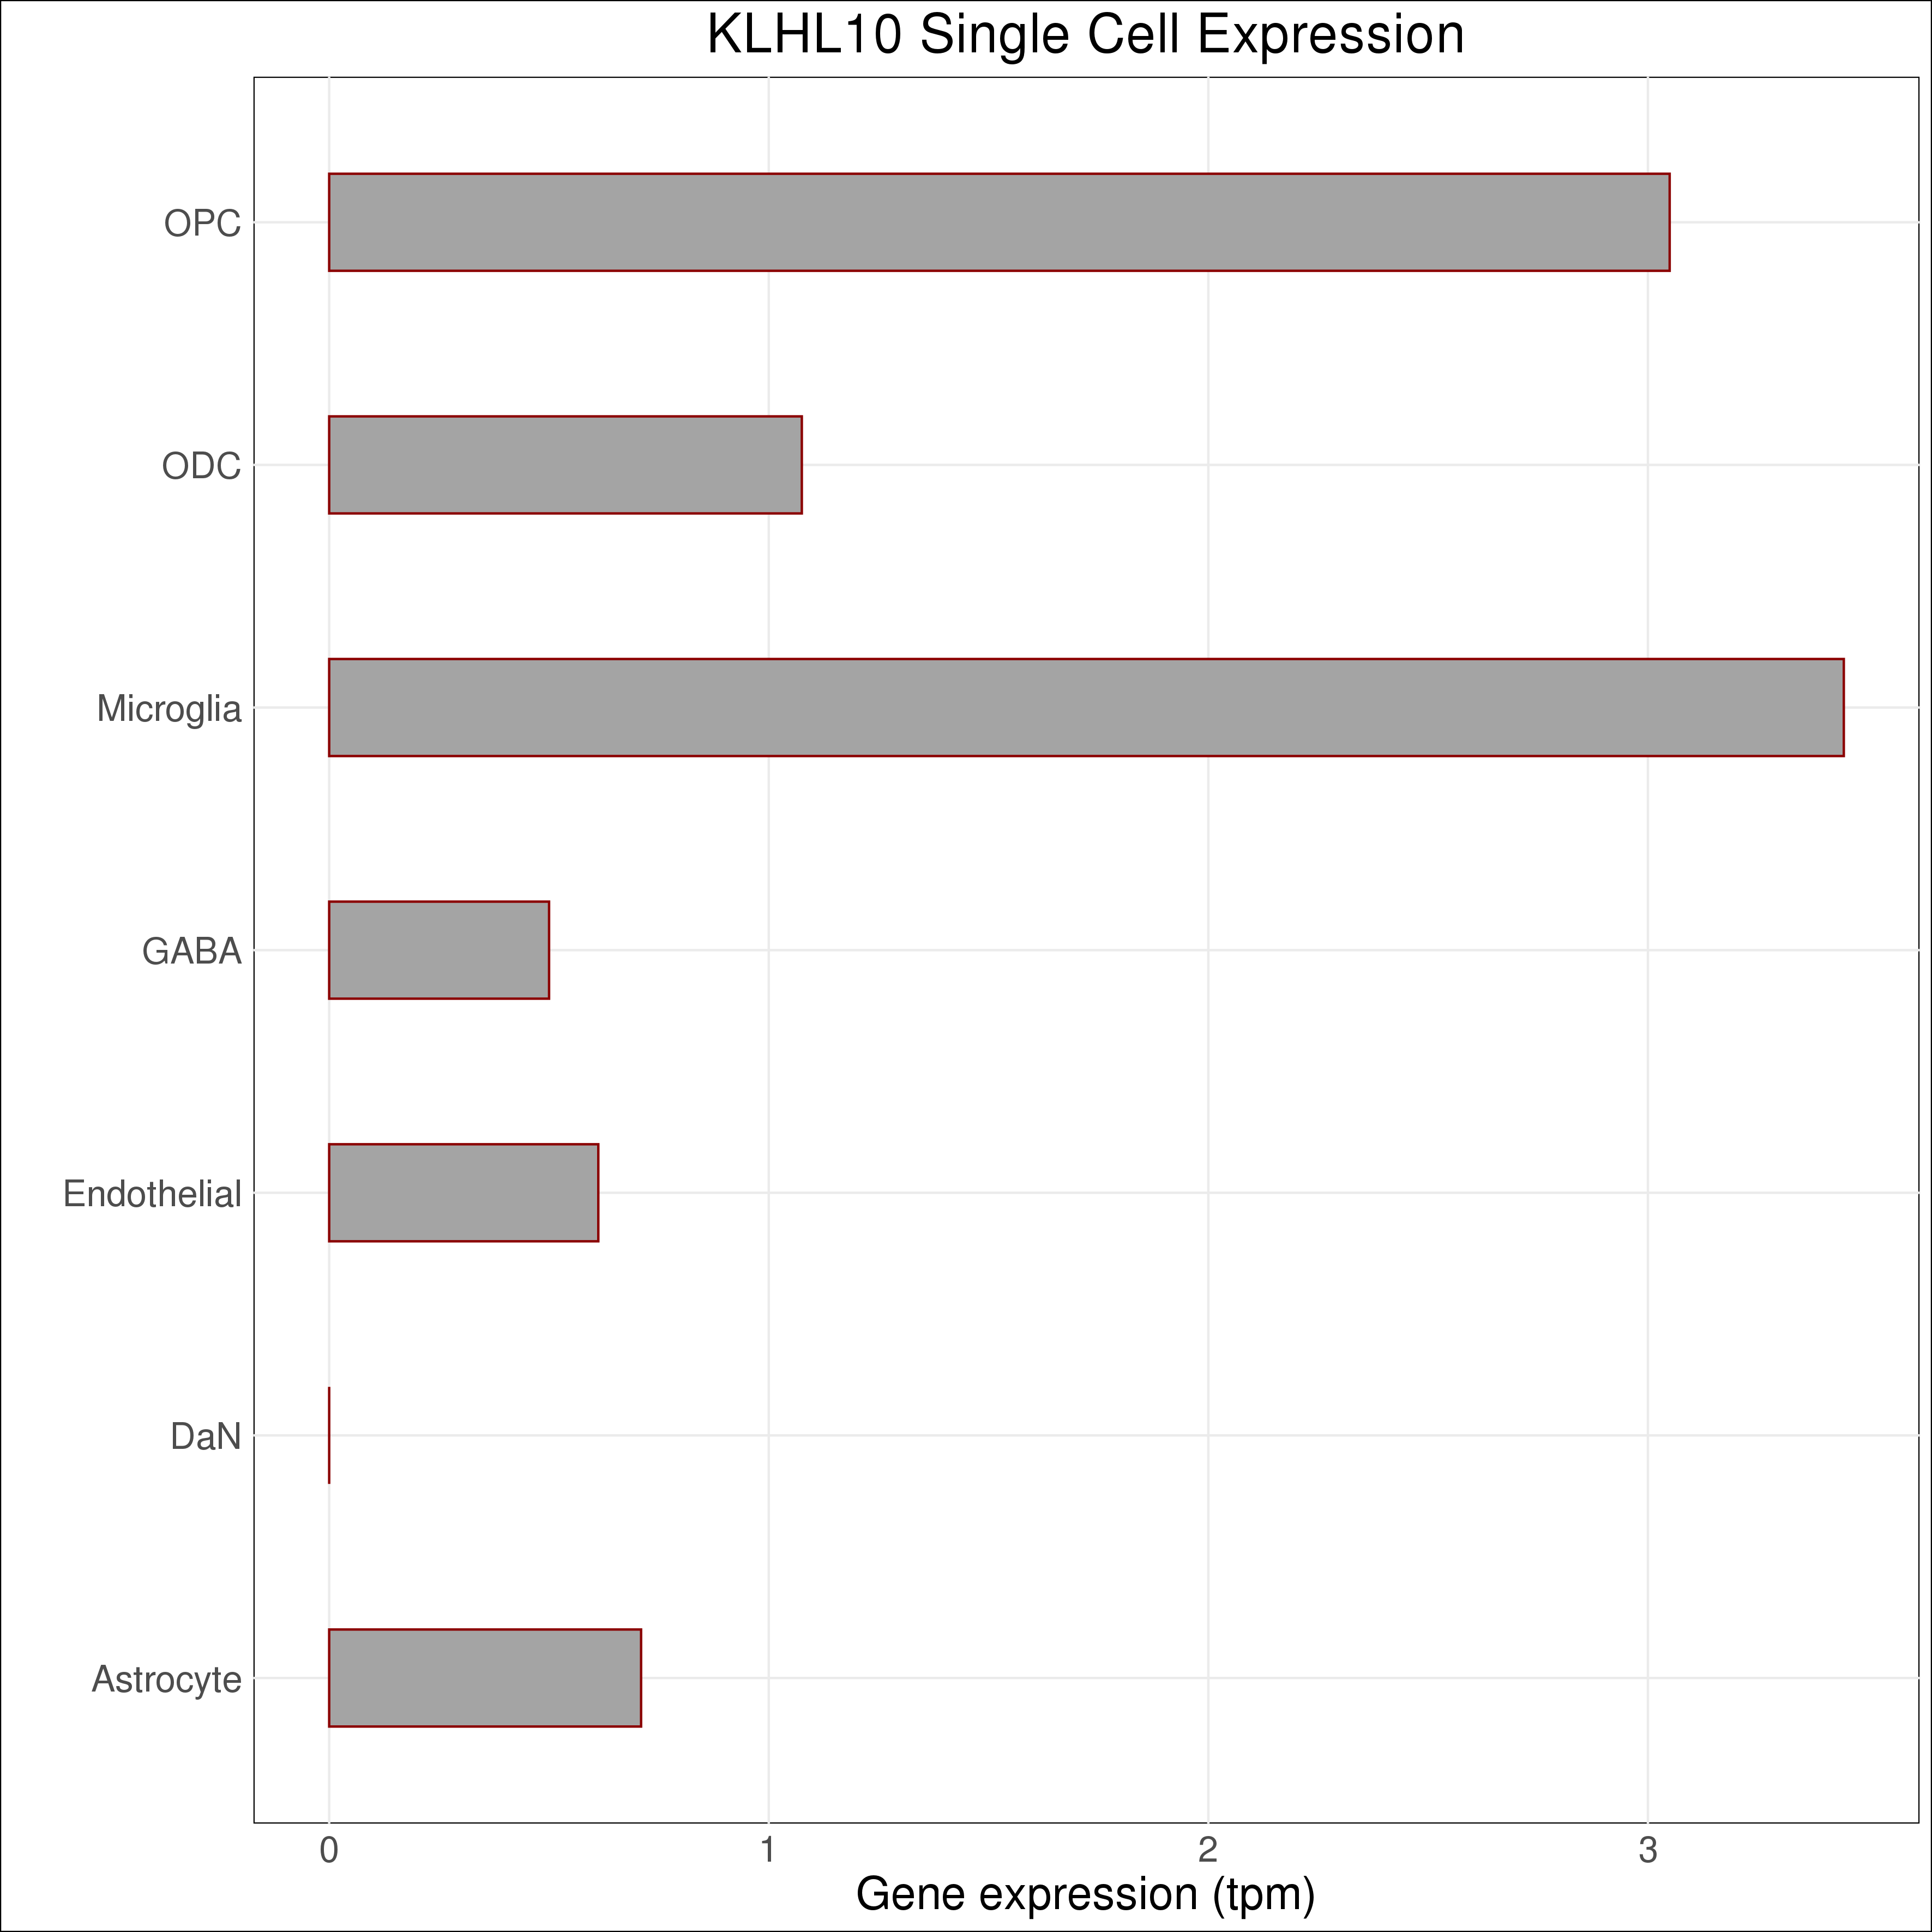 KLHL10 Single Cell Expression
OPC
ODC
Microglia
GABA
Endothelial
DaN
Astrocyte
0 1 2 3
Gene expression (tpm)